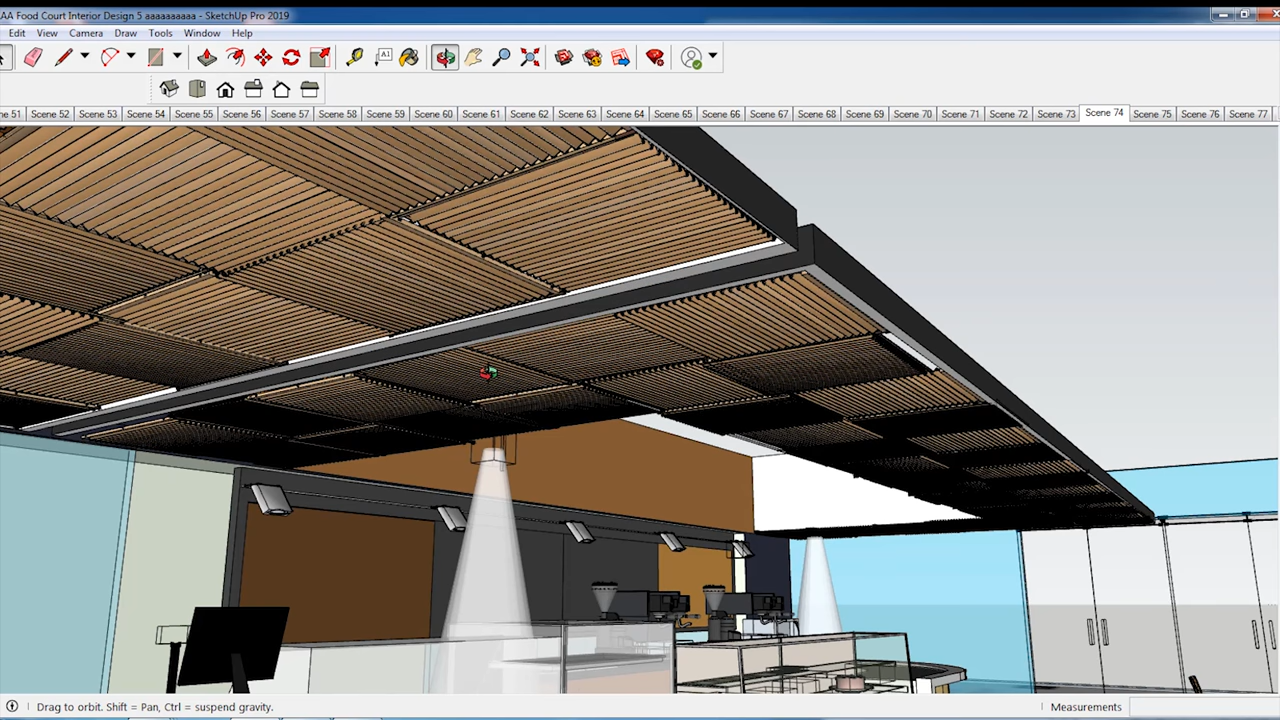 AA Food Court Interior Design 5 aaaaaaaaaa - SketchUp Pro 2019
Edit View Camera Draw Tools Window Help
A1
ne 51 Scene 52 Scene 53 Scene 54 Scene 55 Scene 56 Scene 57 Scene 58 Scene 59 Scene 60 Scene 61 Scene 62 Scene 63 Scene 64 Scene 65 Scene 66 Scene 67 Scene 68 Scene 69 Scene 70 Scene 71 Scene 72 Scene 73 Scene 74 Scene 75 Scene 76 Scene 77
Drag to orbit. Shift = Pan, Ctrl = suspend gravity. Measurements